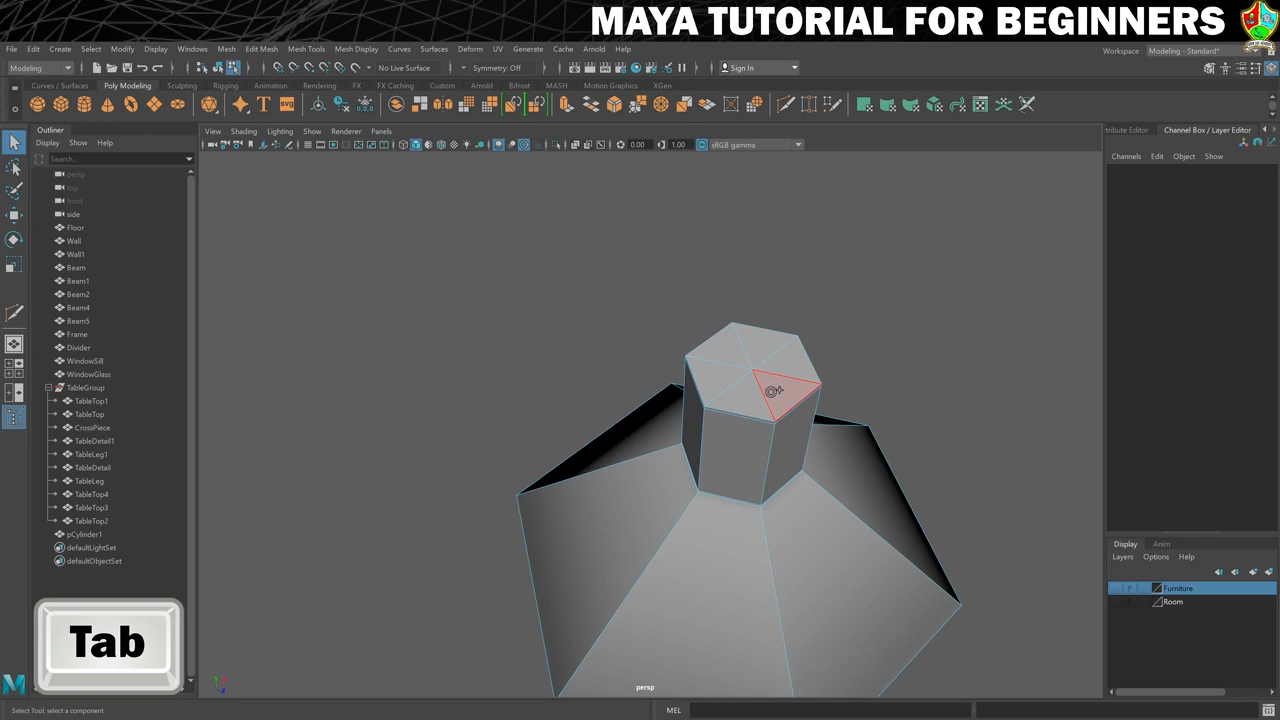 MAYA TUTORIAL FOR BEGINNERS
File Edit Create Select Modify Display Windows Mesh Edit Mesh Mesh Tools Mesh Display Curves Surfaces Deform UV Generate Cache Arnold Help
Workspace : Modeling - Standard*
Modeling
No Live Surface
Symmetry: Off
Sign In
Curves / Surfaces Poly Modeling Sculpting Rigging Animation Rendering FX FX Caching Custom Arnold Bifrost MASH Motion Graphics XGen
Outliner
Display Show Help
Search...
persp
top
front
side
Floor
Wall
Wall1
Beam
Beam1
Beam2
Beam4
Beam5
Frame
Divider
WindowSill
WindowGlass
TableGroup
TableTop1
TableTop
CrossPiece
TableDetail1
TableLeg1
TableDetail
TableLeg
TableTop4
TableTop3
TableTop2
pCylinder1
defaultLightSet
defaultObjectSet
Tab
View Shading Lighting Show Renderer Panels
0.00 1.00 sRGB gamma
persp
tribute Editor Channel Box / Layer Editor
Channels Edit Object Show
Display Anim
Layers Options Help
P Furniture
P Room
Select Tool: select a component
MEL